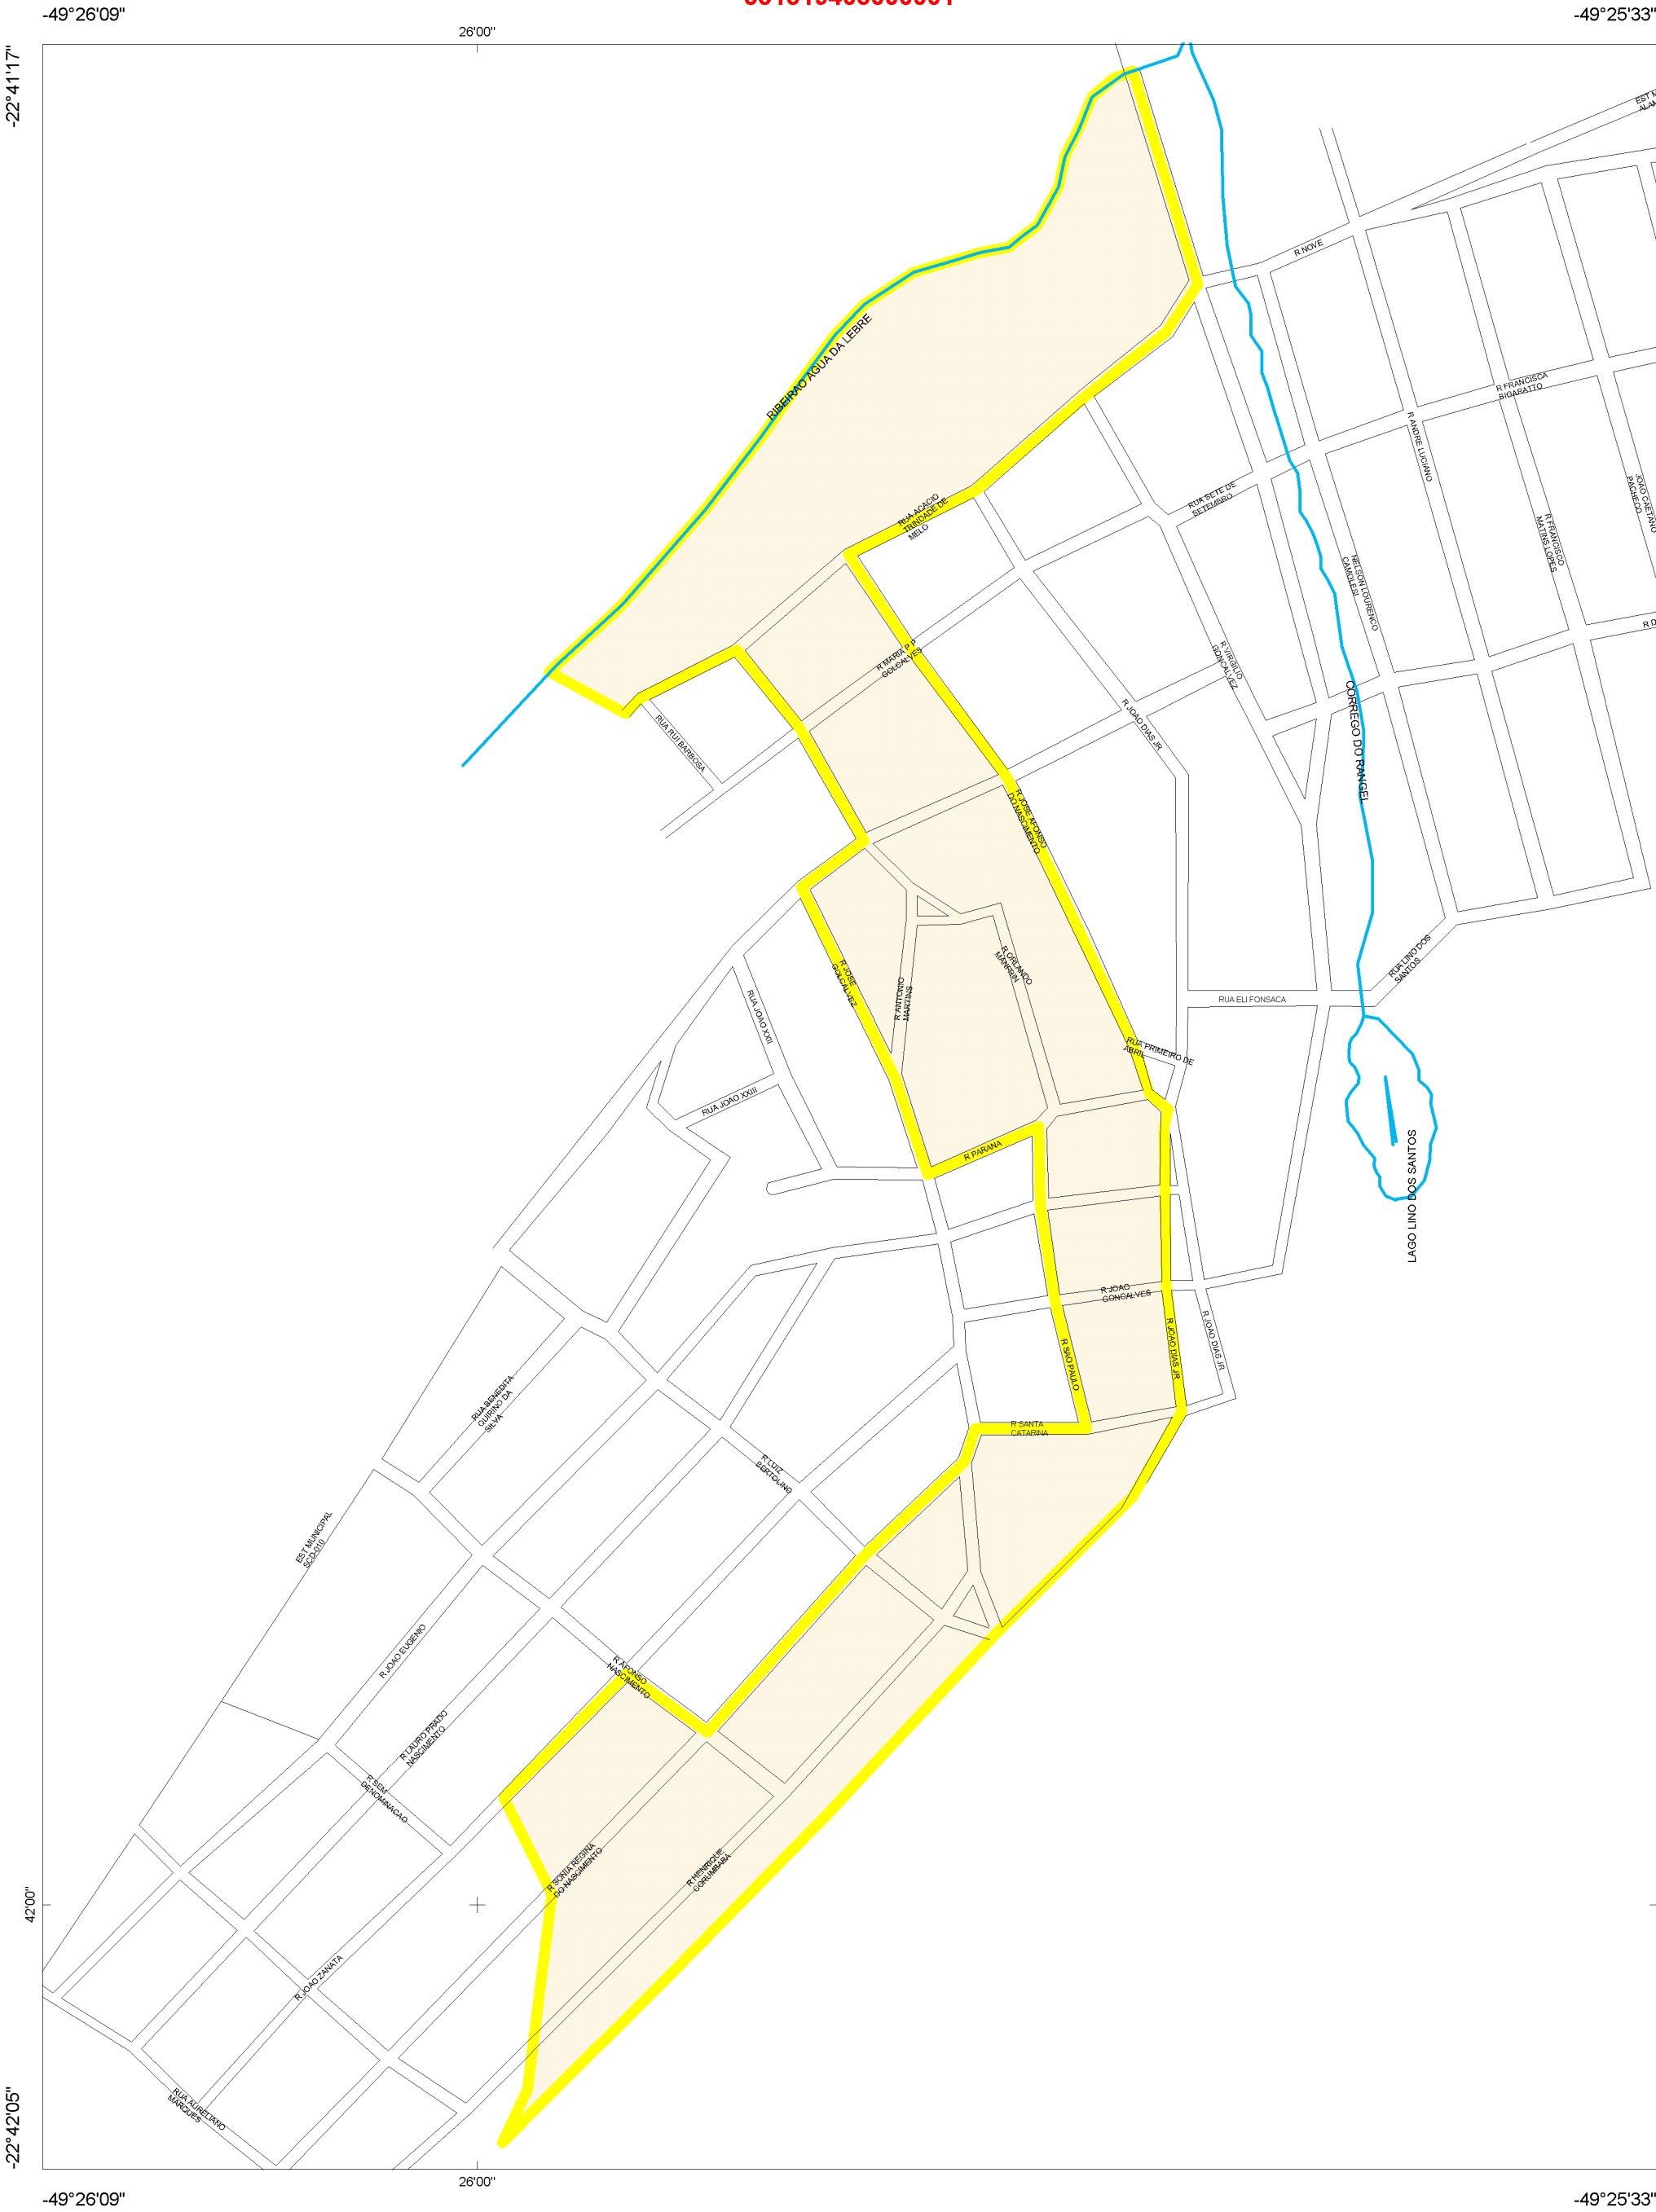 -49°26'09"
-49°25'33"
26'00"
-22°41'17"
R NOVE
RIBEIRAO AGUA DA LEBRE
R FRANCISCA
BIGARATTO
R ANDRE LUCIANO
JOAO CAETANO
PACHECO
RUA ACACIO
TRINDADE DE
MELO
RUA SETE DE
SETEMBRO
R FRANCISCO
MATINS LOPES
NELSON LOURENCO
CAMOLESI
R MARIA P P
GOLCALVES
R VIRGILIO
GONCALVEZ
RUA RUI BARBOSA
R JOAO DIAS JR
CORREGO DO RANGEL
R JOSE AFONSO
DO NASCIMENTO
R JOSE
GOLCALVEZ
R ORLANDO
MANFRIN
RUA LINO DOS
SANTOS
R ANTONIO
MARTINS
RUA JOAO XXII
RUA ELI FONSACA
RUA PRIMEIRO DE
ABRIL
RUA JOAO XXIII
R PARANA
LAGO LINO DOS SANTOS
R JOAO
GONCALVES
R JOAO DIAS JR
R JOAO DIAS JR
R SAO PAULO
RUA BENEDITA
QUIRINO DA
SILVA
R SANTA
CATARINA
R LUIZ
BERTOLINO
EST MUNICIPAL
SCD-010
R JOAO EUGENIO
R AFONSO
NASCIMENTO
R LAURO PRADO
NASCIMENTO
R SEM
DENOMINACAO
R SONIA REGINA
DO NASCIMENTO
R HENRIQUE
CORUMBABA
42'00"
R JOAO ZANATA
RUA AURELIANO
MARQUES
-22°42'05"
26'00"
-49°26'09"
-49°25'33"